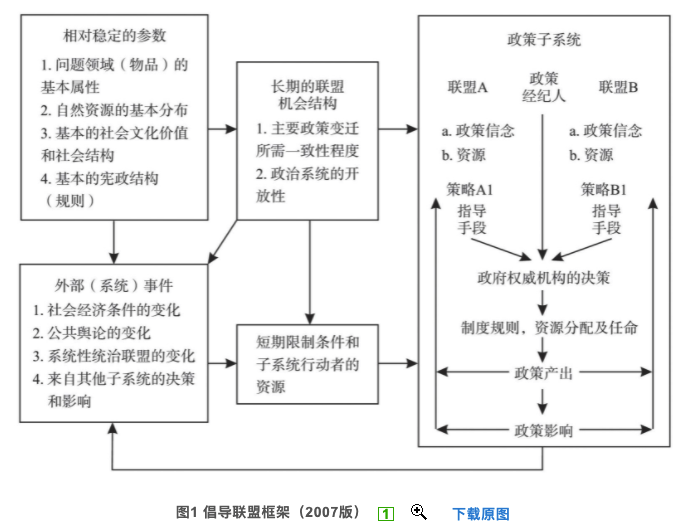 相对稳定的参数
1. 问题领域（物品）的
基本属性
2. 自然资源的基本分布
3. 基本的社会文化价值
和社会结构
4. 基本的宪政结构
（规则）
长期的联盟
机会结构
1. 主要政策变迁
所需一致性程度
2. 政治系统的开
放性
外部（系统）事件
1. 社会经济条件的变化
2. 公共舆论的变化
3. 系统性统治联盟的变化
4. 来自其他子系统的决策
和影响
短期限制条件和
子系统行动者的
资源
政策子系统
联盟A
政策
经纪人
联盟B
a. 政策信念
b. 资源
a. 政策信念
b. 资源
策略A1
指导
手段
策略B1
指导
手段
政府权威机构的决策
制度规则，资源分配及任命
政策产出
政策影响
图1 倡导联盟框架（2007版） 1 下载原图